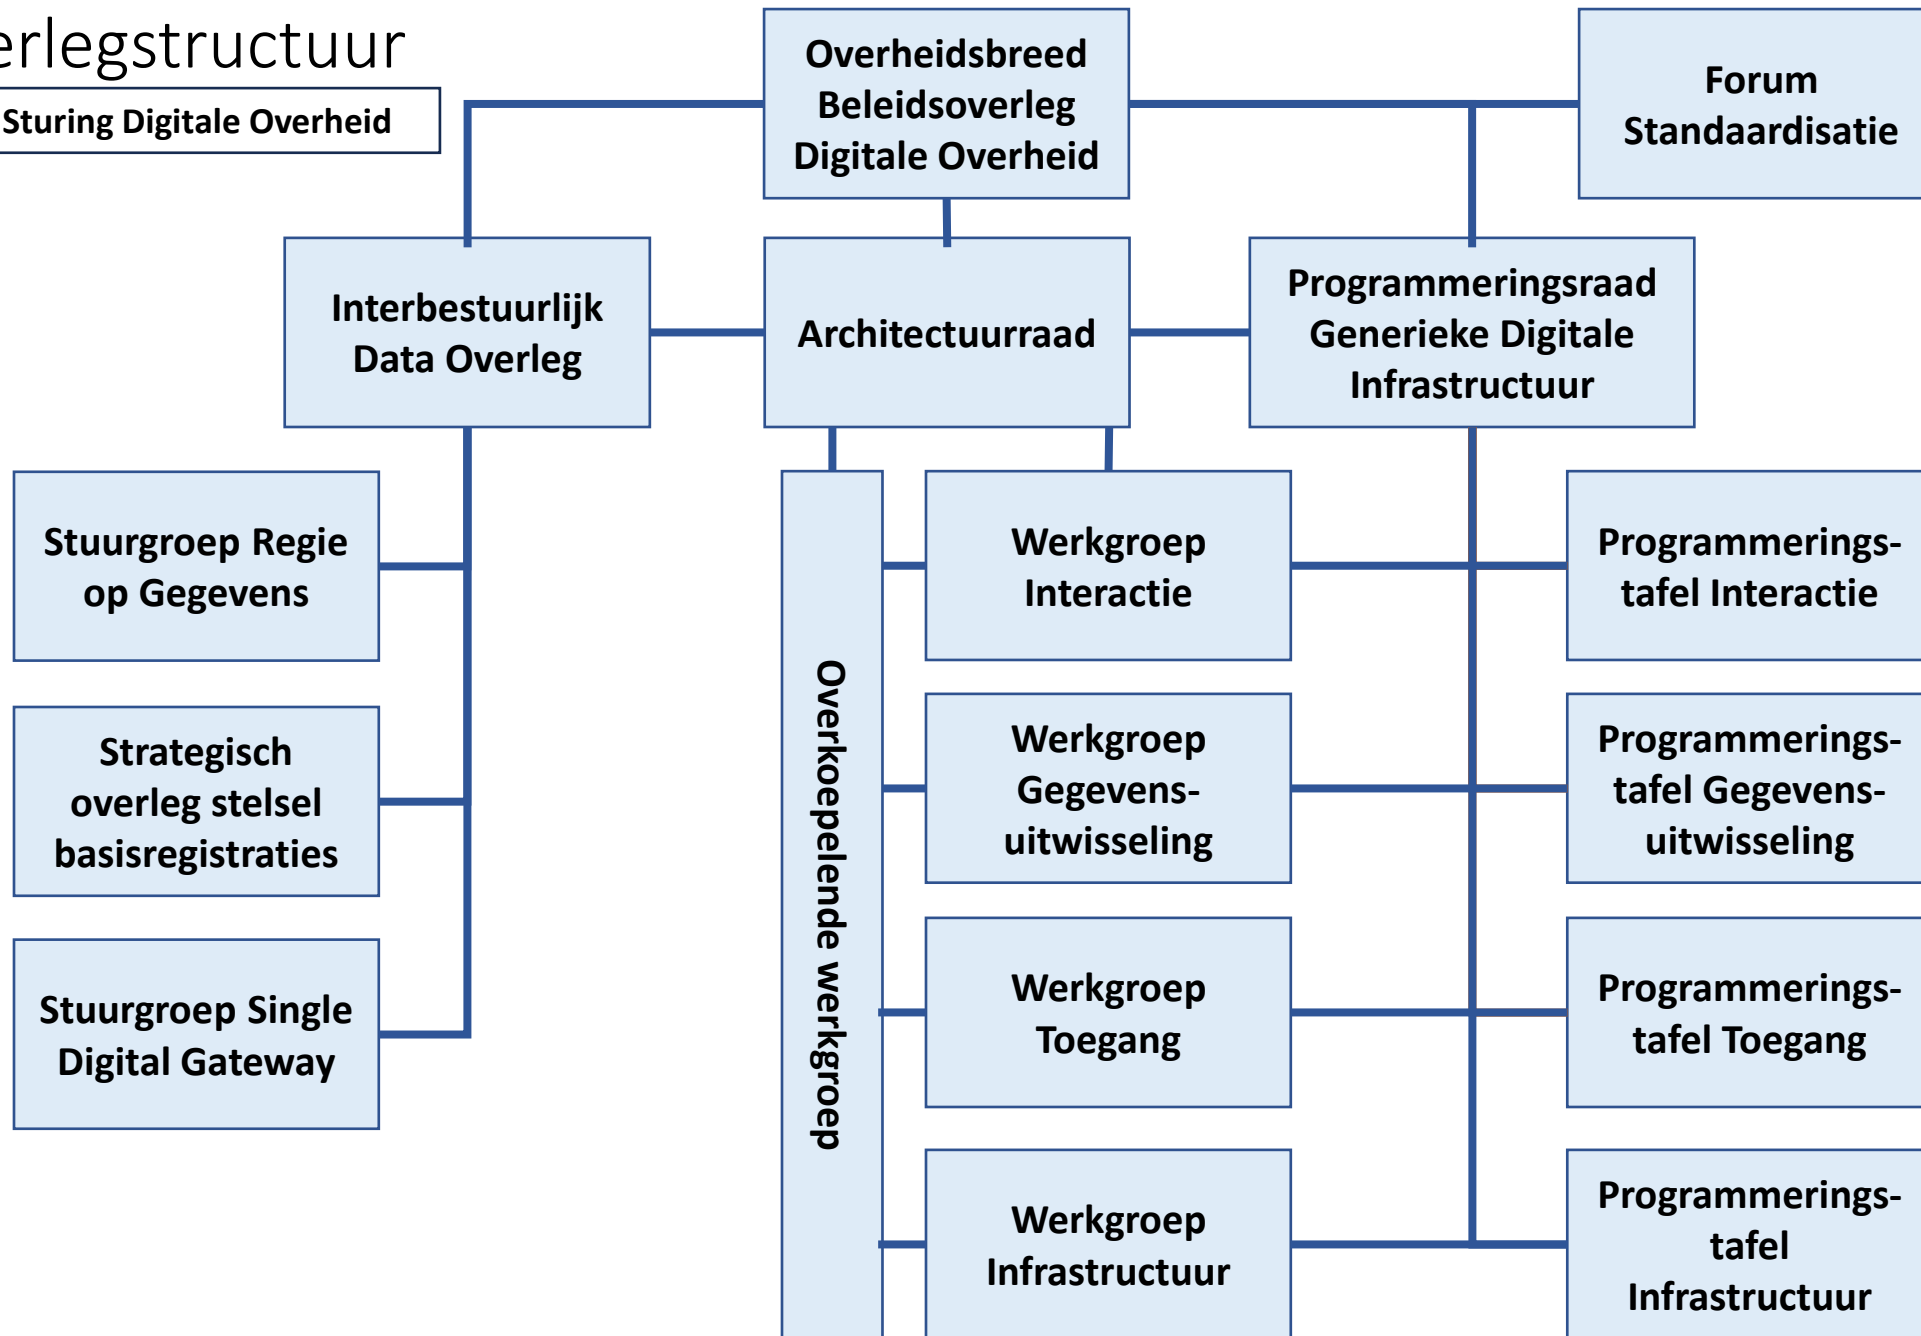 erlegstructuur
Sturing Digitale Overheid
Overheidsbreed
Beleidsoverleg
Digitale Overheid
Forum
Standaardisatie
Interbestuurlijk
Data Overleg
Architectuurraad
Programmeringsraad
Generieke Digitale
Infrastructuur
Stuurgroep Regie
op Gegevens
Strategisch
overleg stelsel
basisregistraties
Stuurgroep Single
Digital Gateway
Overkoepelende werkgroep
Werkgroep
Interactie
Werkgroep
Gegevens-
uitwisseling
Werkgroep
Toegang
Werkgroep
Infrastructuur
Programmerings-
tafel Interactie
Programmerings-
tafel Gegevens-
uitwisseling
Programmerings-
tafel Toegang
Programmerings-
tafel
Infrastructuur